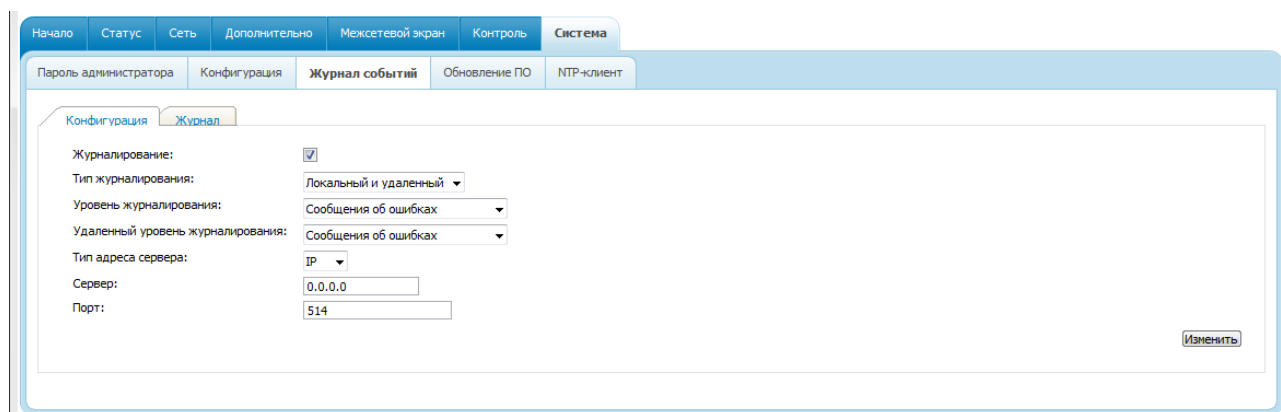 Начало Статус Сеть Дополнительно Межсетевой экран Контроль Система
Пароль администратора Конфигурация Журнал событий Обновление ПО NTP-клиент
Конфигурация Журнал
Журналирование:
Тип журналирования: Локальный и удаленный
Уровень журналирования: Сообщения об ошибках
Удаленный уровень журналирования: Сообщения об ошибках
Тип адреса сервера: IP
Сервер: 0.0.0.0
Порт: 514
Изменить